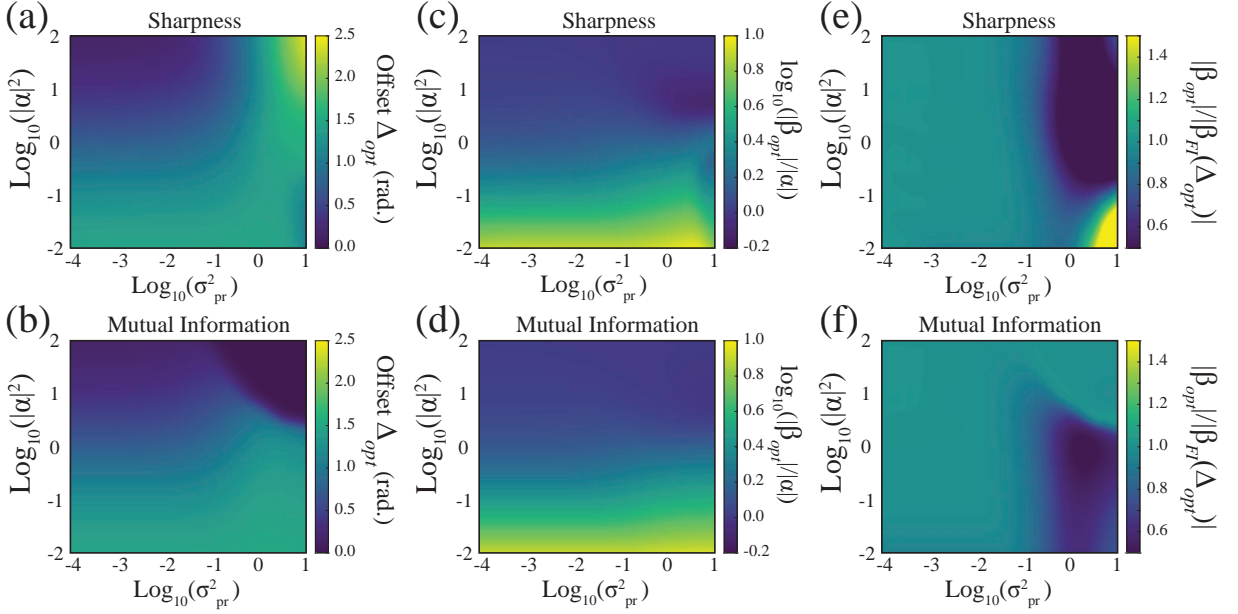 (a)
Sharpness
2
1
0
-1
-2
Log₁₀(|α|²)
-4 -3 -2 -1 0 1
Log₁₀(σ²pr)
2.5
2.0
1.5
1.0
0.5
0.0
Offset Δopt (rad.)
(c)
Sharpness
2
1
0
-1
-2
Log₁₀(|α|²)
-4 -3 -2 -1 0 1
Log₁₀(σ²pr)
1.0
0.8
0.6
0.4
0.2
0.0
-0.2
log₁₀(|βopt|/|α|)
(e)
Sharpness
2
1
0
-1
-2
Log₁₀(|α|²)
-4 -3 -2 -1 0 1
Log₁₀(σ²pr)
1.4
1.2
1.0
0.8
0.6
|βopt|/|βFI(Δopt)|
(b)
Mutual Information
2
1
0
-1
-2
Log₁₀(|α|²)
-4 -3 -2 -1 0 1
Log₁₀(σ²pr)
2.5
2.0
1.5
1.0
0.5
0.0
Offset Δopt (rad.)
(d)
Mutual Information
2
1
0
-1
-2
Log₁₀(|α|²)
-4 -3 -2 -1 0 1
Log₁₀(σ²pr)
1.0
0.8
0.6
0.4
0.2
0.0
-0.2
log₁₀(|βopt|/|α|)
(f)
Mutual Information
2
1
0
-1
-2
Log₁₀(|α|²)
-4 -3 -2 -1 0 1
Log₁₀(σ²pr)
1.4
1.2
1.0
0.8
0.6
|βopt|/|βFI(Δopt)|